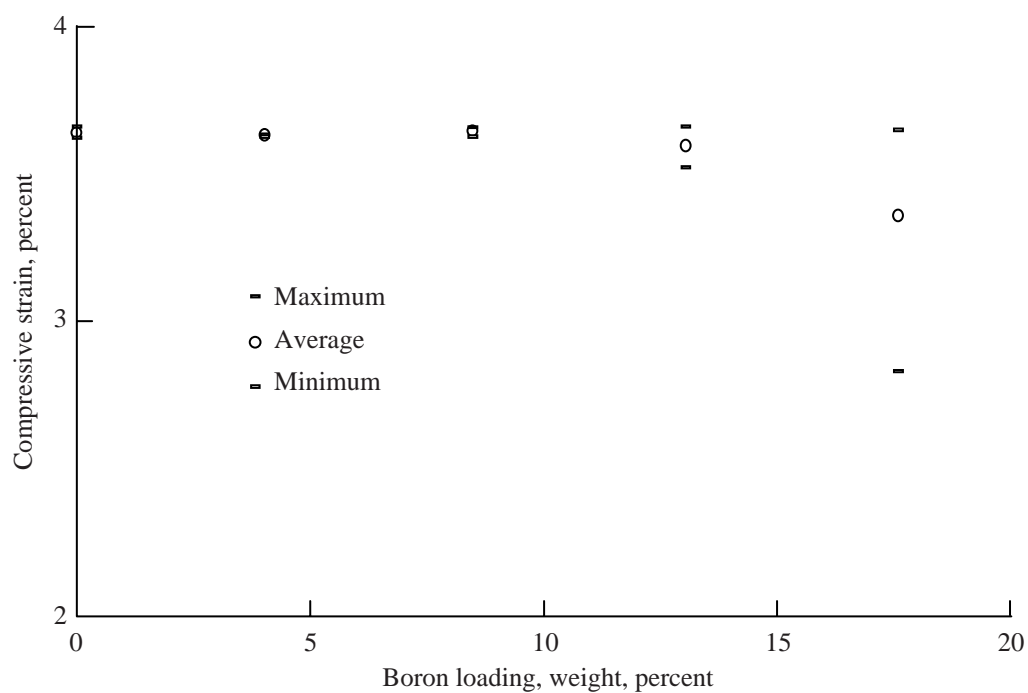 4
3
2
Compressive strain, percent
Maximum
Average
Minimum
0 5 10 15 20
Boron loading, weight, percent